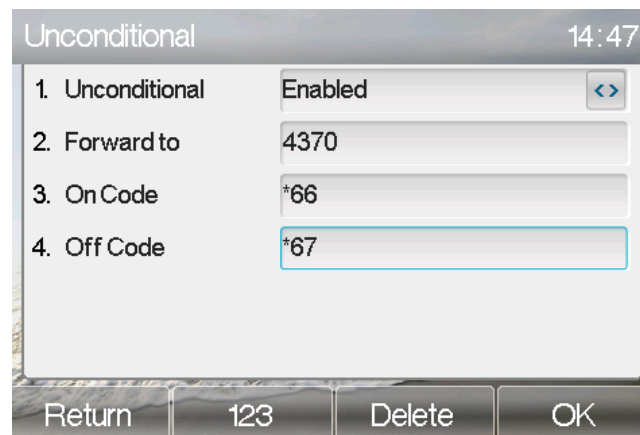 Unconditional 14:47
1. Unconditional Enabled <>
2. Forward to 4370
3. On Code *66
4. Off Code *67
Return 123 Delete OK